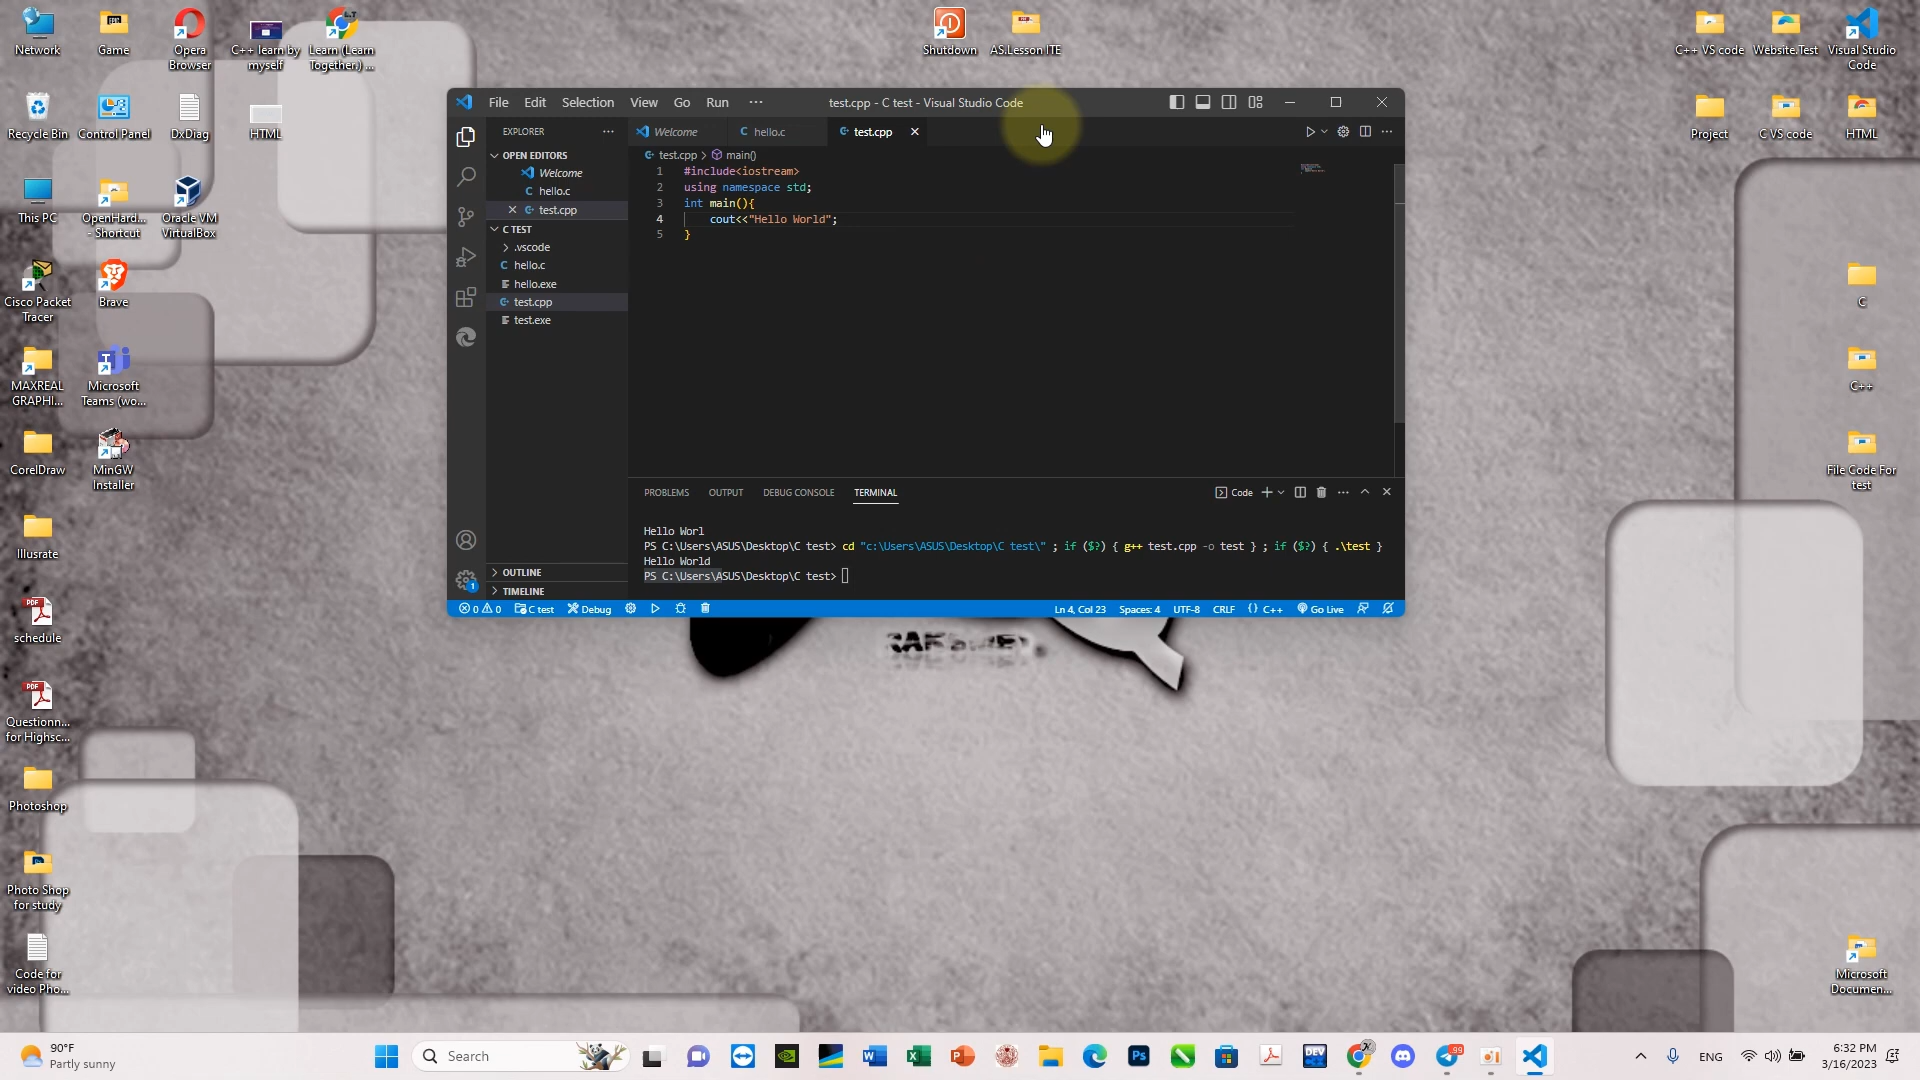 Network
Game
Opera
Browser
C++ learn by
myself
Learn (Learn
Together.) ...
Shutdown
AS.Lesson ITE
C++ VS code
Website.Test
Visual Studio
Code
Recycle Bin
Control Panel
DxDiag
HTML
Project
C VS code
HTML
This PC
OpenHard...
- Shortcut
Oracle VM
VirtualBox
Cisco Packet
Tracer
Brave
C
MAXREAL
GRAPHI...
Microsoft
Teams (wo...
C++
CorelDraw
MinGW
Installer
File Code For
test
Illusrate
schedule
Questionn...
for Highsc...
Photoshop
Photo Shop
for study
Code for
video Pho...
Microsoft
Documen...
File Edit Selection View Go Run ···
test.cpp - C test - Visual Studio Code
EXPLORER
Welcome
hello.c
test.cpp
OPEN EDITORS
Welcome
hello.c
test.cpp
C TEST
.vscode
hello.c
hello.exe
test.cpp
test.exe
OUTLINE
TIMELINE
test.cpp > main()
1 #include<iostream>
2 using namespace std;
3 int main(){
4 cout<<"Hello World";
5 }
PROBLEMS OUTPUT DEBUG CONSOLE TERMINAL
Code
Hello Worl
PS C:\Users\ASUS\Desktop\C test> cd "c:\Users\ASUS\Desktop\C test\" ; if ($?) { g++ test.cpp -o test } ; if ($?) { .\test }
Hello World
PS C:\Users\ASUS\Desktop\C test>
0 0 C test Debug
Ln 4, Col 23 Spaces: 4 UTF-8 CRLF {} C++ Go Live
90°F
Partly sunny
Search
ENG
6:32 PM
3/16/2023